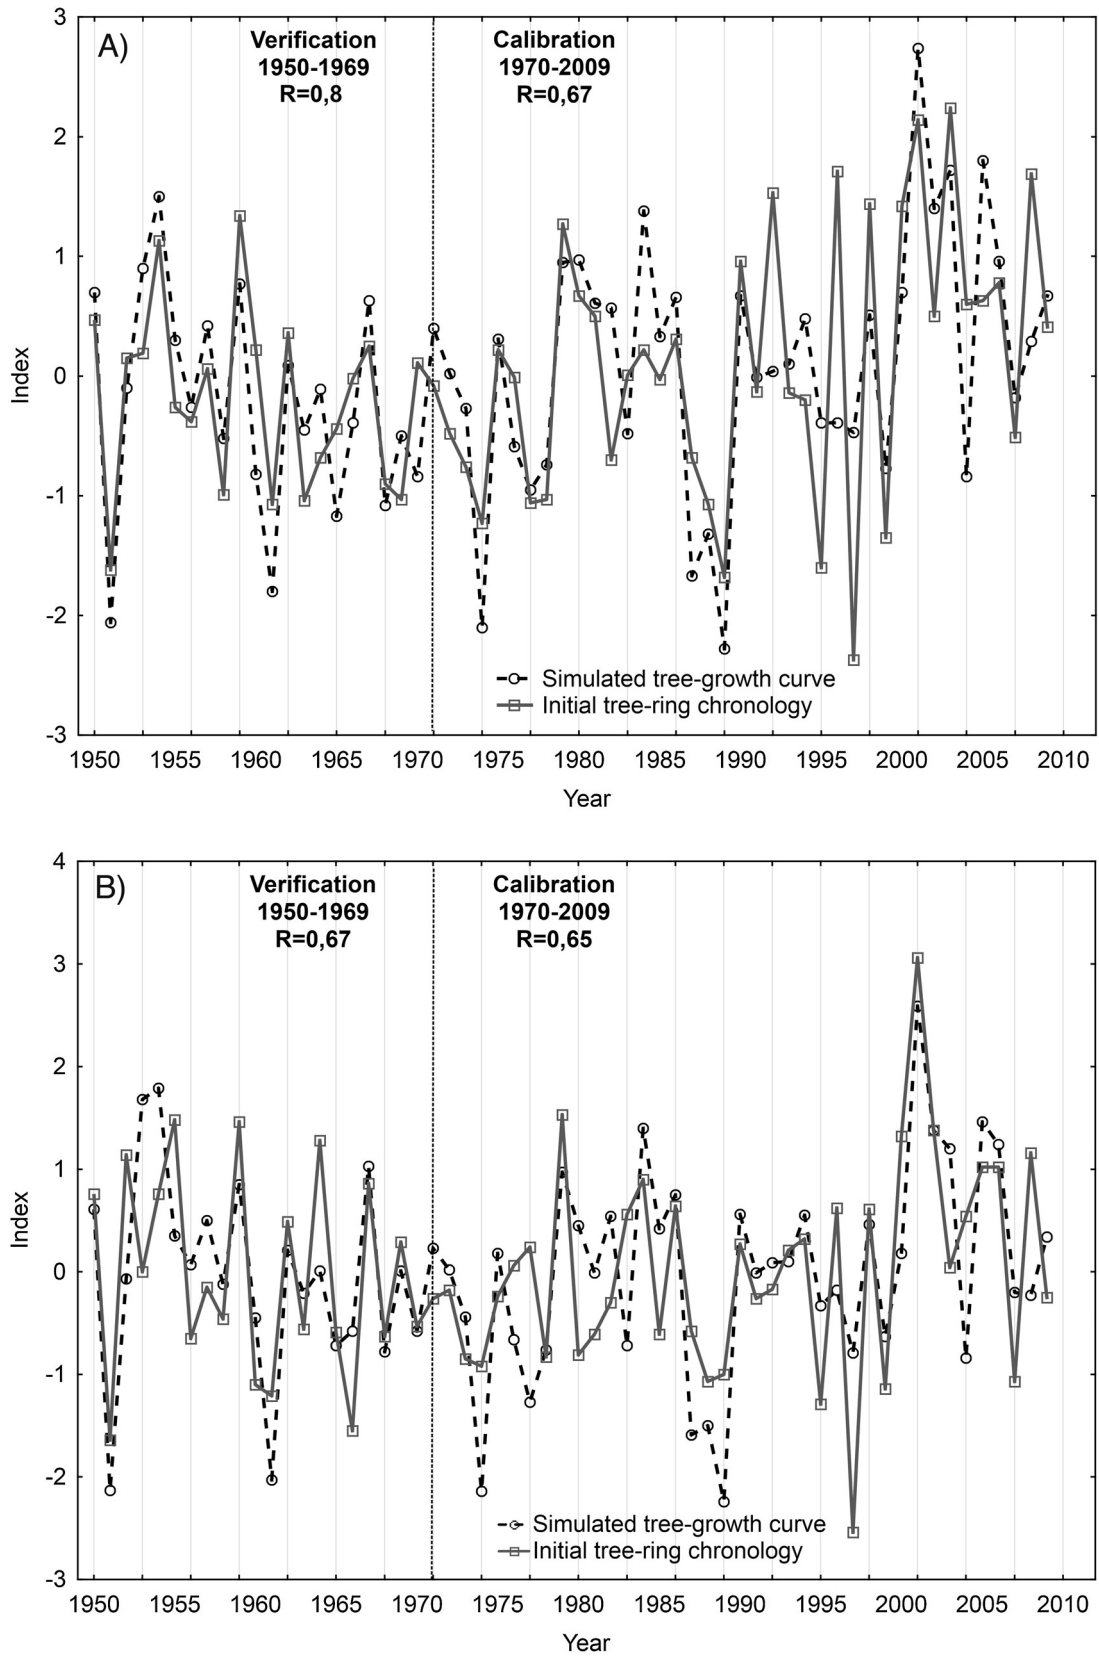 A)
Verification
1950-1969
R=0,8
Calibration
1970-2009
R=0,67
3
2
1
0
-1
-2
-3
Index
Simulated tree-growth curve
Initial tree-ring chronology
1950 1955 1960 1965 1970 1975 1980 1985 1990 1995 2000 2005 2010
Year
B)
Verification
1950-1969
R=0,67
Calibration
1970-2009
R=0,65
4
3
2
1
0
-1
-2
-3
Index
Simulated tree-growth curve
Initial tree-ring chronology
1950 1955 1960 1965 1970 1975 1980 1985 1990 1995 2000 2005 2010
Year